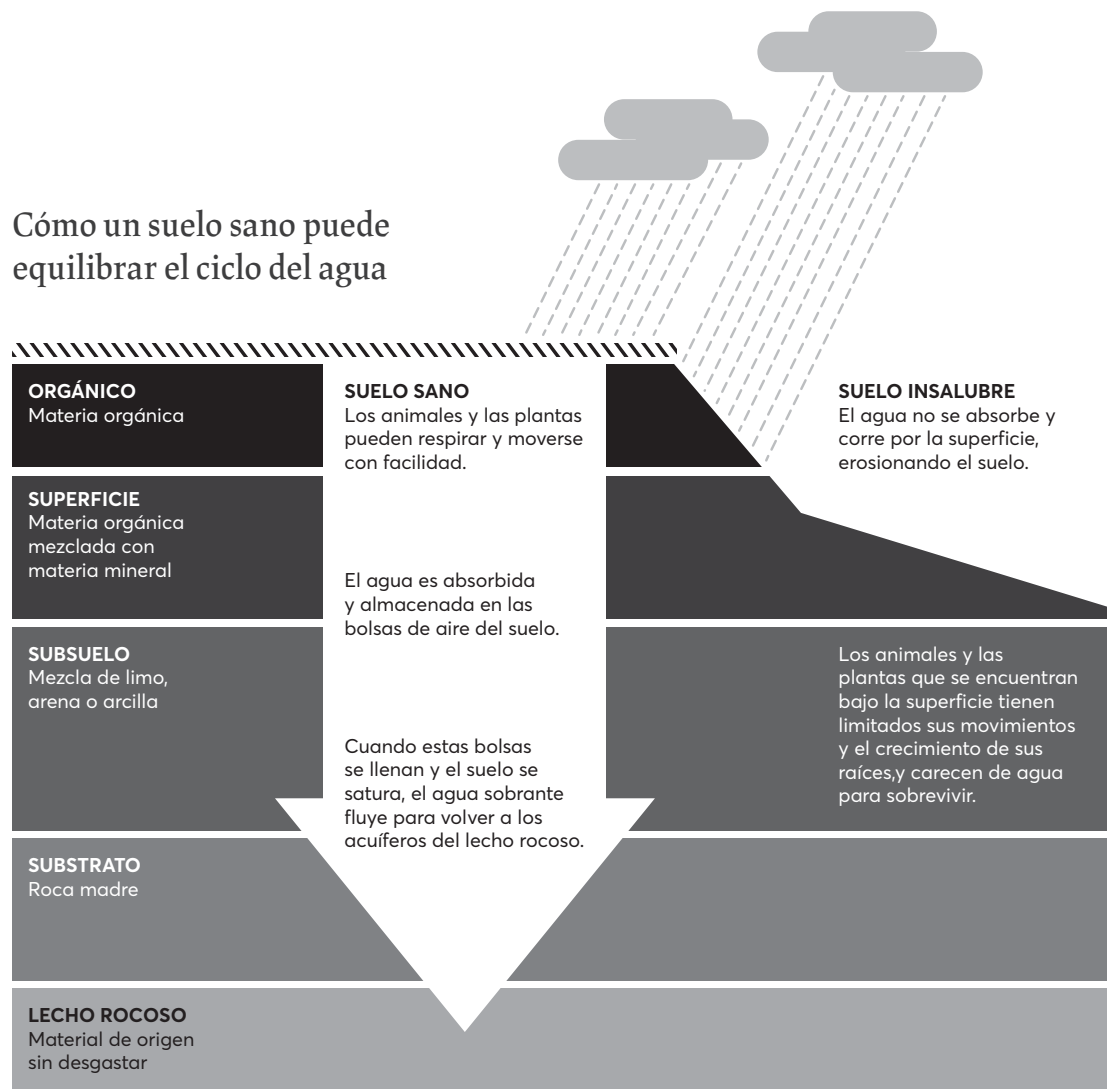 Cómo un suelo sano puede
equilibrar el ciclo del agua
ORGÁNICO
Materia orgánica
SUPERFICIE
Materia orgánica
mezclada con
materia mineral
SUBSUELO
Mezcla de limo,
arena o arcilla
SUBSTRATO
Roca madre
LECHO ROCOSO
Material de origen
sin desgastar
SUELO SANO
Los animales y las plantas
pueden respirar y moverse
con facilidad.
El agua es absorbida
y almacenada en las
bolsas de aire del suelo.
Cuando estas bolsas
se llenan y el suelo se
satura, el agua sobrante
fluye para volver a los
acuíferos del lecho rocoso.
SUELO INSALUBRE
El agua no se absorbe y
corre por la superficie,
erosionando el suelo.
Los animales y las
plantas que se encuentran
bajo la superficie tienen
limitados sus movimientos
y el crecimiento de sus
raíces,y carecen de agua
para sobrevivir.